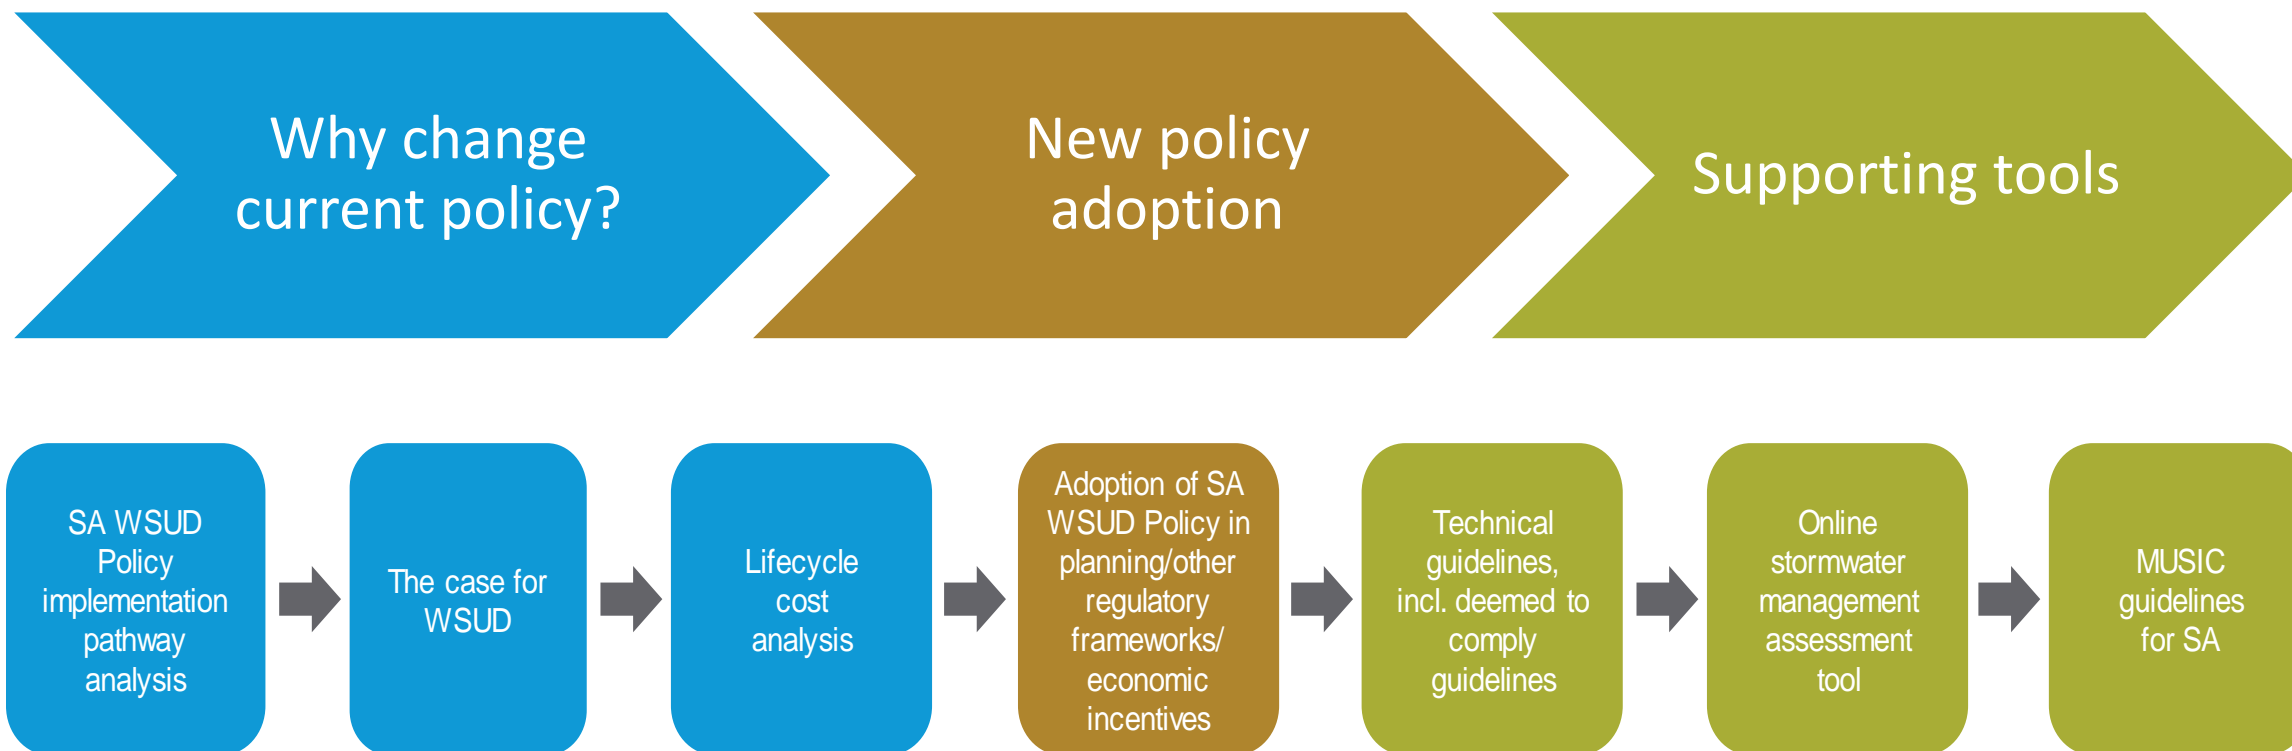 Why change
current policy?
New policy
adoption
Supporting tools
SA WSUD
Policy
implementation
pathway
analysis
The case for
WSUD
Lifecycle
cost
analysis
Adoption of SA
WSUD Policy in
planning/other
regulatory
frameworks/
economic
incentives
Technical
guidelines,
incl. deemed to
comply
guidelines
Online
stormwater
management
assessment
tool
MUSIC
guidelines
for SA